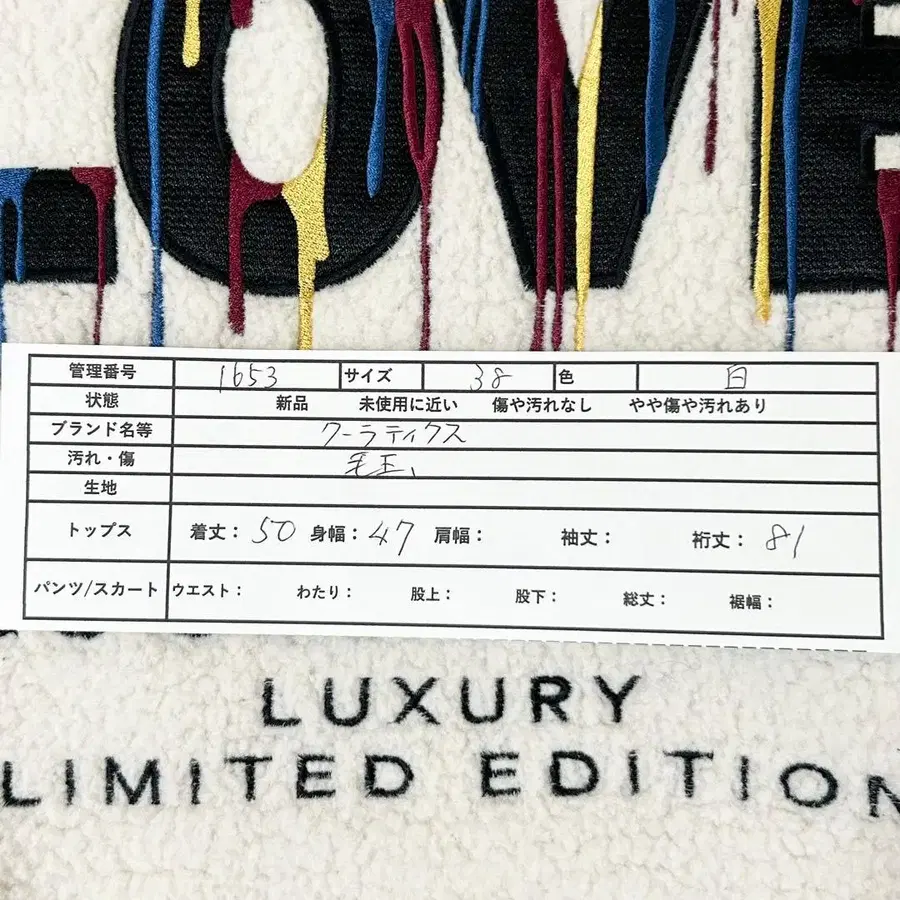 LOVE
管理番号 1653 サイズ 38 色 白
状態 新品 未使用に近い 傷や汚れなし やや傷や汚れあり
ブランド名等 クーラティクス
汚れ・傷 毛玉、
生地
トップス 着丈： 50 身幅： 47 肩幅： 袖丈： 裄丈： 81
パンツ/スカート ウエスト： わたり： 股上： 股下： 総丈： 裾幅：
LUXURY
LIMITED EDITION